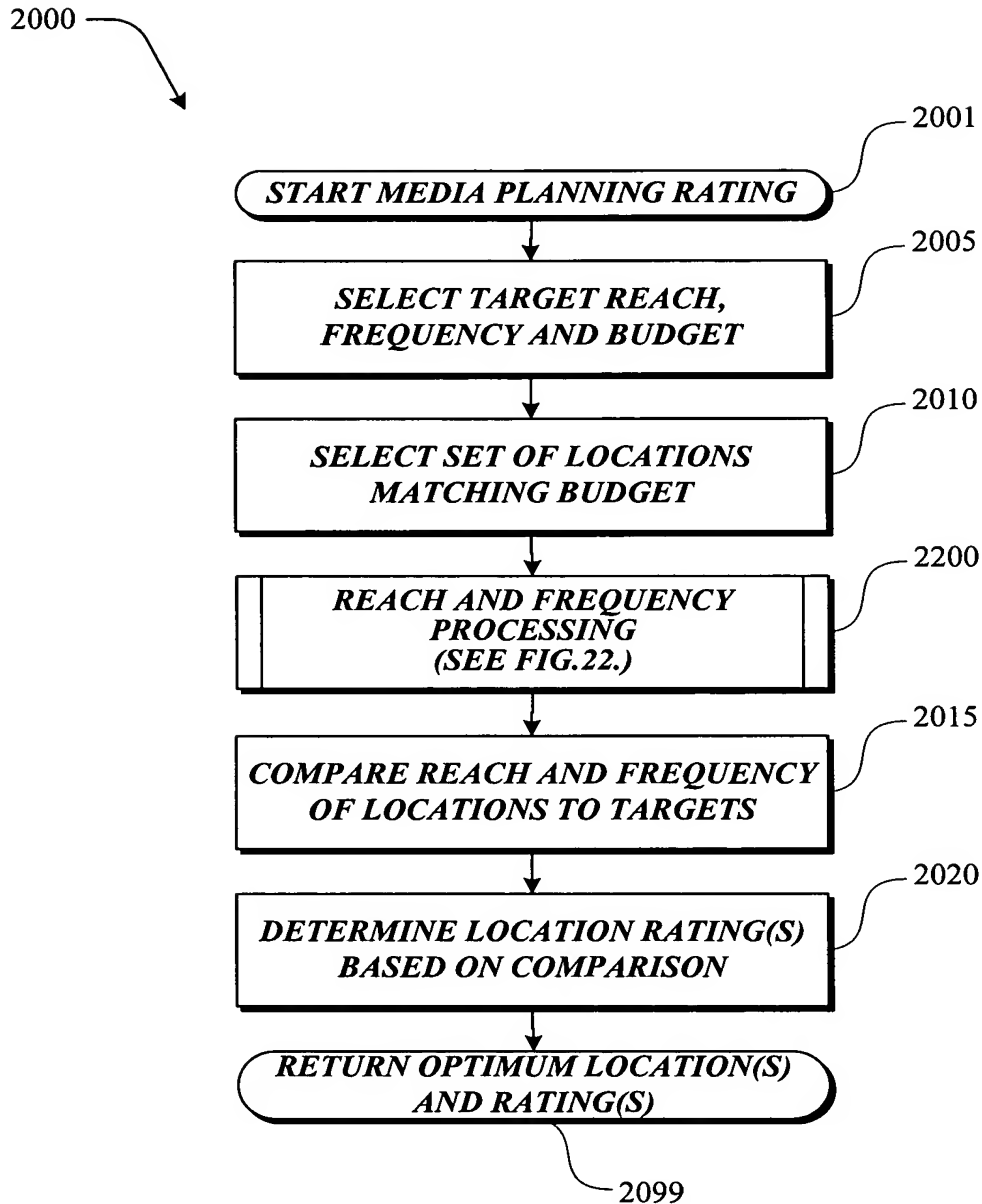 2000
2001
START MEDIA PLANNING RATING
2005
SELECT TARGET REACH,
FREQUENCY AND BUDGET
2010
SELECT SET OF LOCATIONS
MATCHING BUDGET
2200
REACH AND FREQUENCY
PROCESSING
(SEE FIG.22.)
2015
COMPARE REACH AND FREQUENCY
OF LOCATIONS TO TARGETS
2020
DETERMINE LOCATION RATING(S)
BASED ON COMPARISON
RETURN OPTIMUM LOCATION(S)
AND RATING(S)
2099